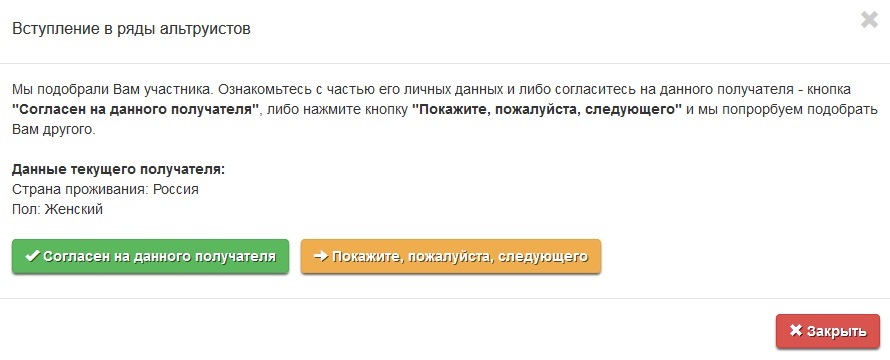 Вступление в ряды альтруистов
Мы подобрали Вам участника. Ознакомьтесь с частью его личных данных и либо согласитесь на данного получателя - кнопка
"Согласен на данного получателя", либо нажмите кнопку "Покажите, пожалуйста, следующего" и мы попрорбуем подобрать
Вам другого.
Данные текущего получателя:
Страна проживания: Россия
Пол: Женский
Согласен на данного получателя
Покажите, пожалуйста, следующего
Закрыть